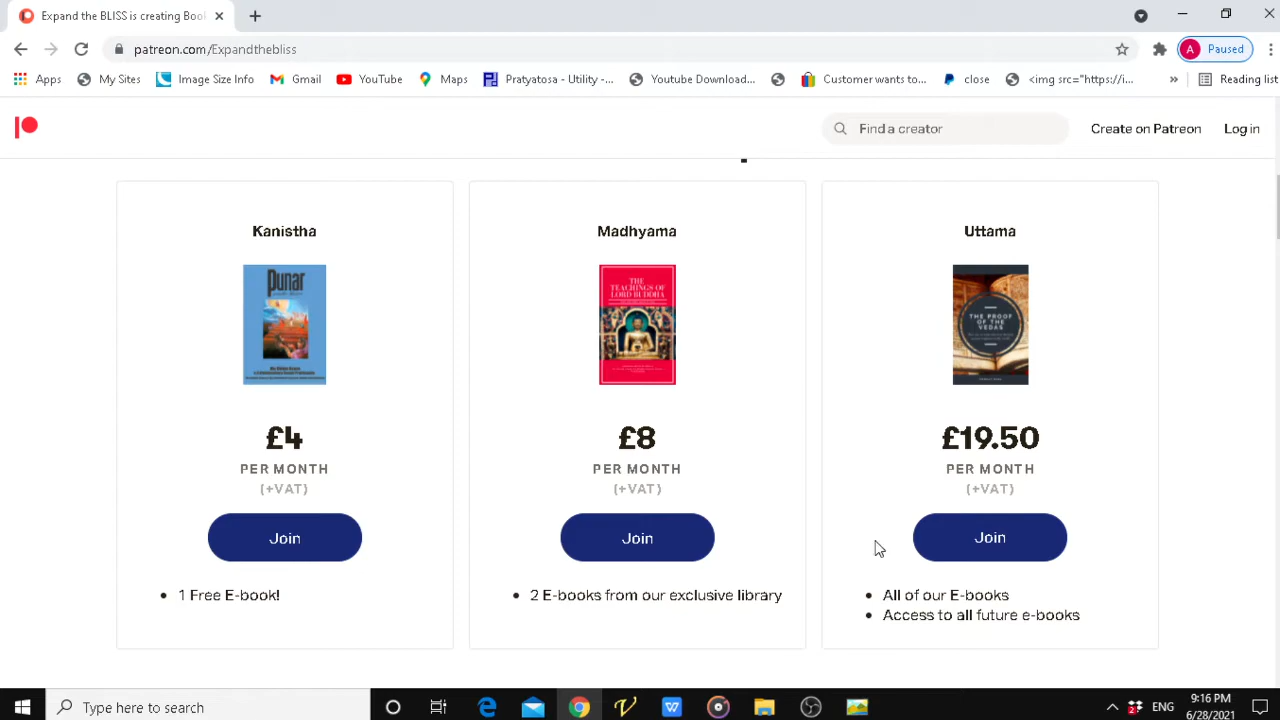 Expand the BLISS is creating Bool
patreon.com/Expandthebliss
A Paused
Apps My Sites Image Size Info Gmail YouTube Maps Pratyatosa - Utility -... Youtube Download... Customer wants to... close <img src="https://i... » Reading list
Find a creator Create on Patreon Log in
Kanistha
Punar
£4
PER MONTH
(+VAT)
Join
1 Free E-book!
Madhyama
THE
TEACHINGS OF
LORD BUDDHA
£8
PER MONTH
(+VAT)
Join
2 E-books from our exclusive library
Uttama
THE PROOF
OF THE
VEDAS
£19.50
PER MONTH
(+VAT)
Join
All of our E-books
Access to all future e-books
Type here to search ENG 9:16 PM
6/28/2021